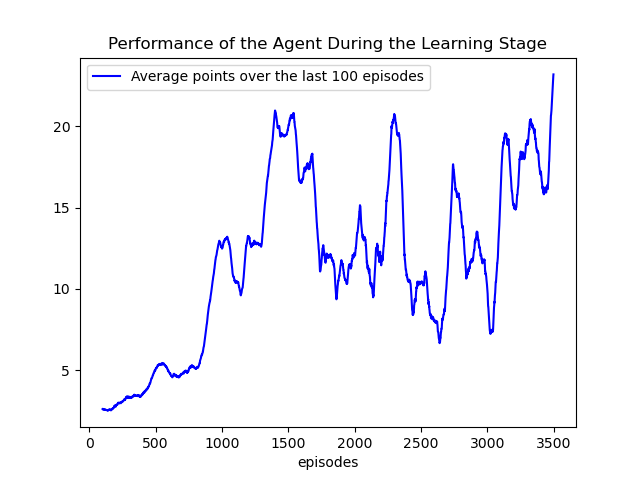 Performance of the Agent During the Learning Stage
Average points over the last 100 episodes
20
15
10
5
0 500 1000 1500 2000 2500 3000 3500
episodes